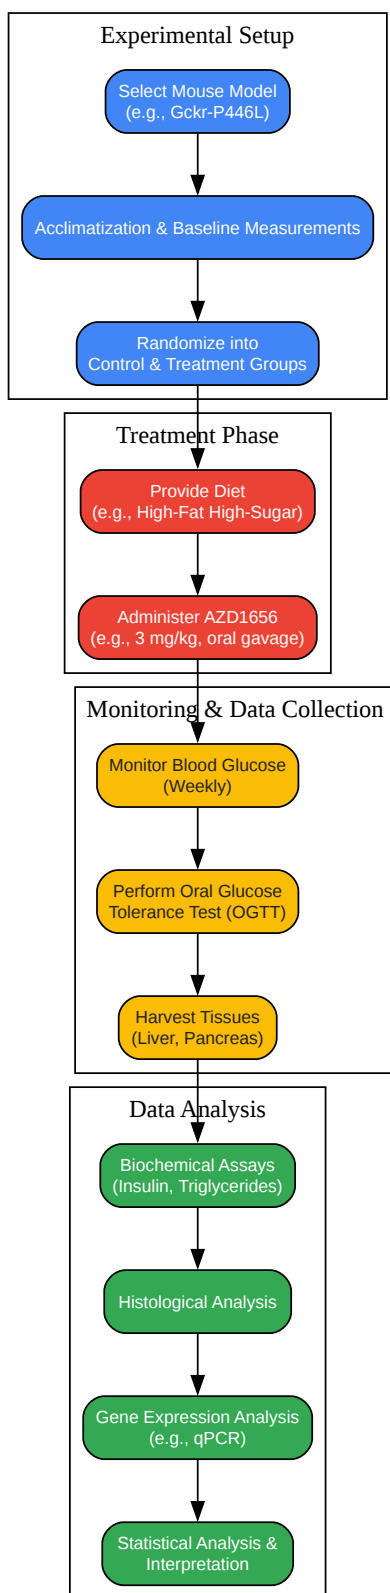 Experimental Setup
Select Mouse Model
(e.g., Gckr-P446L)
Acclimatization & Baseline Measurements
Randomize into
Control & Treatment Groups
Treatment Phase
Provide Diet
(e.g., High-Fat High-Sugar)
Administer AZD1656
(e.g., 3 mg/kg, oral gavage)
Monitoring & Data Collection
Monitor Blood Glucose
(Weekly)
Perform Oral Glucose
Tolerance Test (OGTT)
Harvest Tissues
(Liver, Pancreas)
Data Analysis
Biochemical Assays
(Insulin, Triglycerides)
Histological Analysis
Gene Expression Analysis
(e.g., qPCR)
Statistical Analysis &
Interpretation